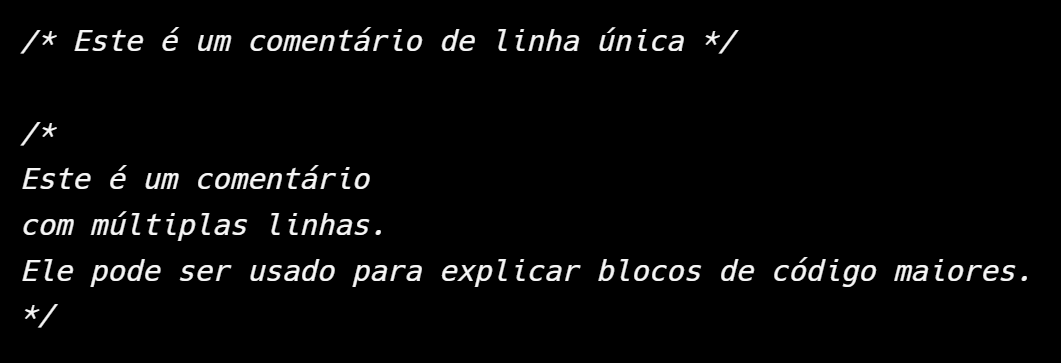 /* Este é um comentário de linha única */
/*
Este é um comentário
com múltiplas linhas.
Ele pode ser usado para explicar blocos de código maiores.
*/